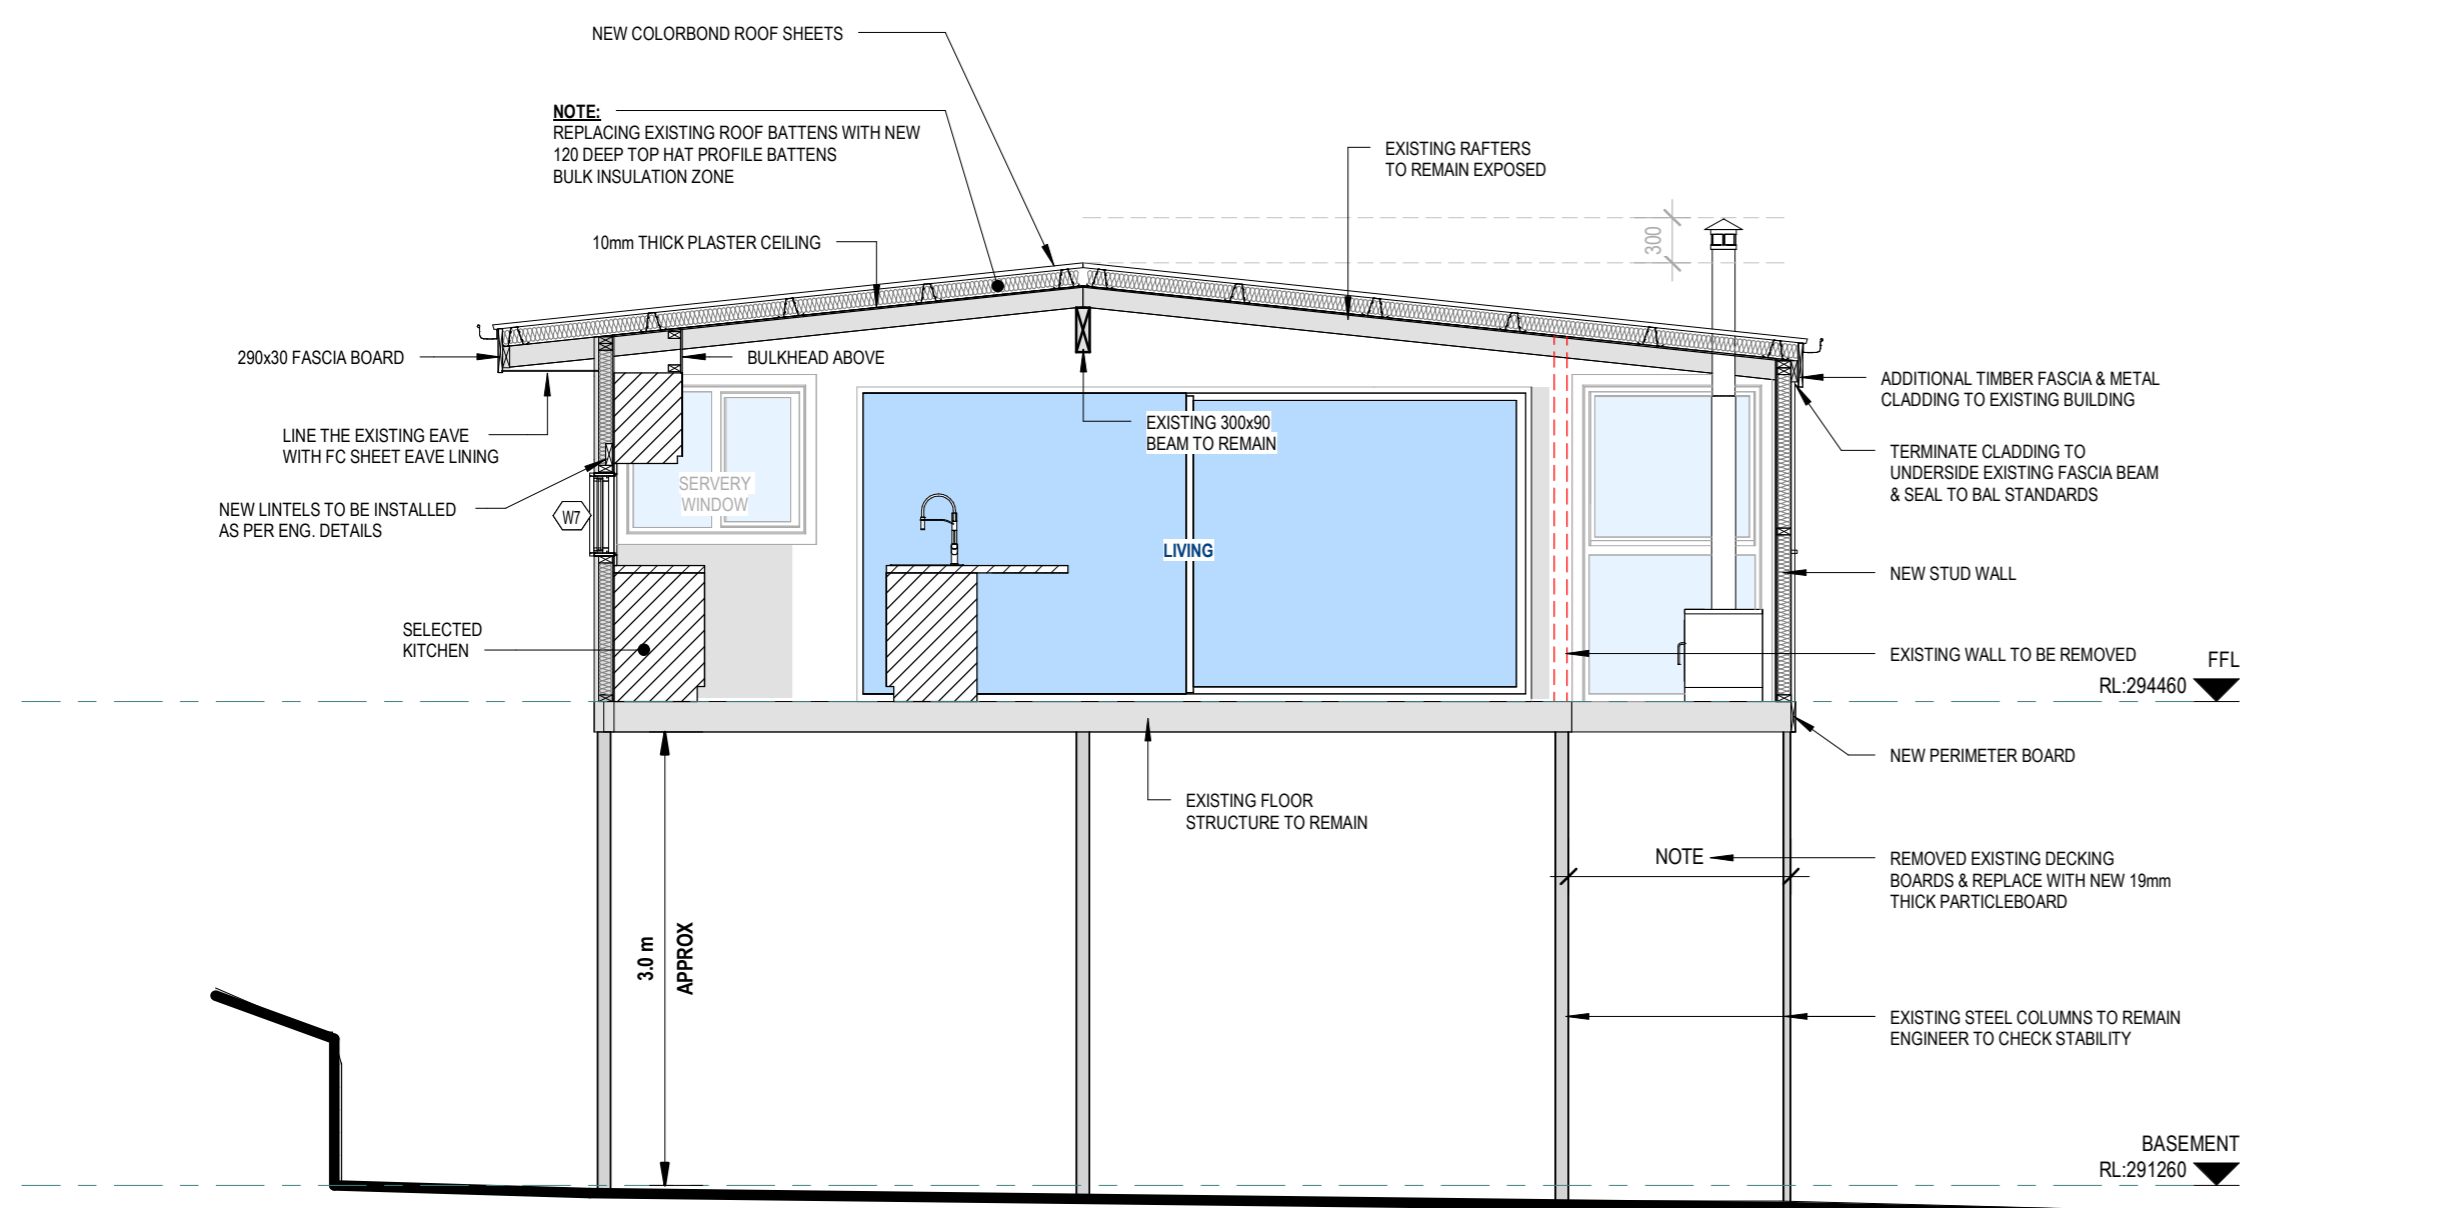 NEW COLORBOND ROOF SHEETS
NOTE:
REPLACING EXISTING ROOF BATTENS WITH NEW
120 DEEP TOP HAT PROFILE BATTENS
BULK INSULATION ZONE
EXISTING RAFTERS
TO REMAIN EXPOSED
10mm THICK PLASTER CEILING
300
290x30 FASCIA BOARD
BULKHEAD ABOVE
ADDITIONAL TIMBER FASCIA & METAL
CLADDING TO EXISTING BUILDING
EXISTING 300x90
BEAM TO REMAIN
LINE THE EXISTING EAVE
WITH FC SHEET EAVE LINING
TERMINATE CLADDING TO
UNDERSIDE EXISTING FASCIA BEAM
& SEAL TO BAL STANDARDS
SERVERY
WINDOW
NEW LINTELS TO BE INSTALLED
AS PER ENG. DETAILS
W7
LIVING
NEW STUD WALL
SELECTED
KITCHEN
EXISTING WALL TO BE REMOVED
FFL
RL:294460
NEW PERIMETER BOARD
EXISTING FLOOR
STRUCTURE TO REMAIN
NOTE
REMOVED EXISTING DECKING
BOARDS & REPLACE WITH NEW 19mm
THICK PARTICLEBOARD
3.0 m
APPROX
EXISTING STEEL COLUMNS TO REMAIN
ENGINEER TO CHECK STABILITY
BASEMENT
RL:291260